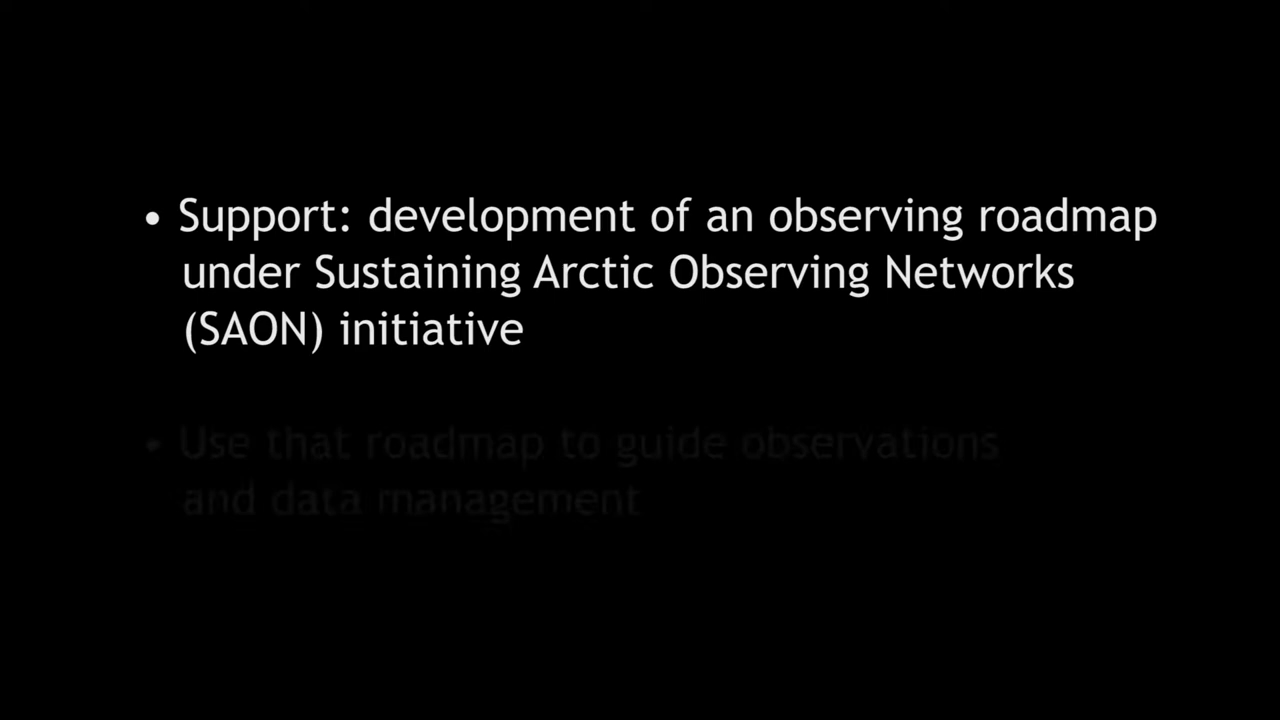 • Support: development of an observing roadmap
under Sustaining Arctic Observing Networks
(SAON) initiative
• Use that roadmap to guide observations
and data management